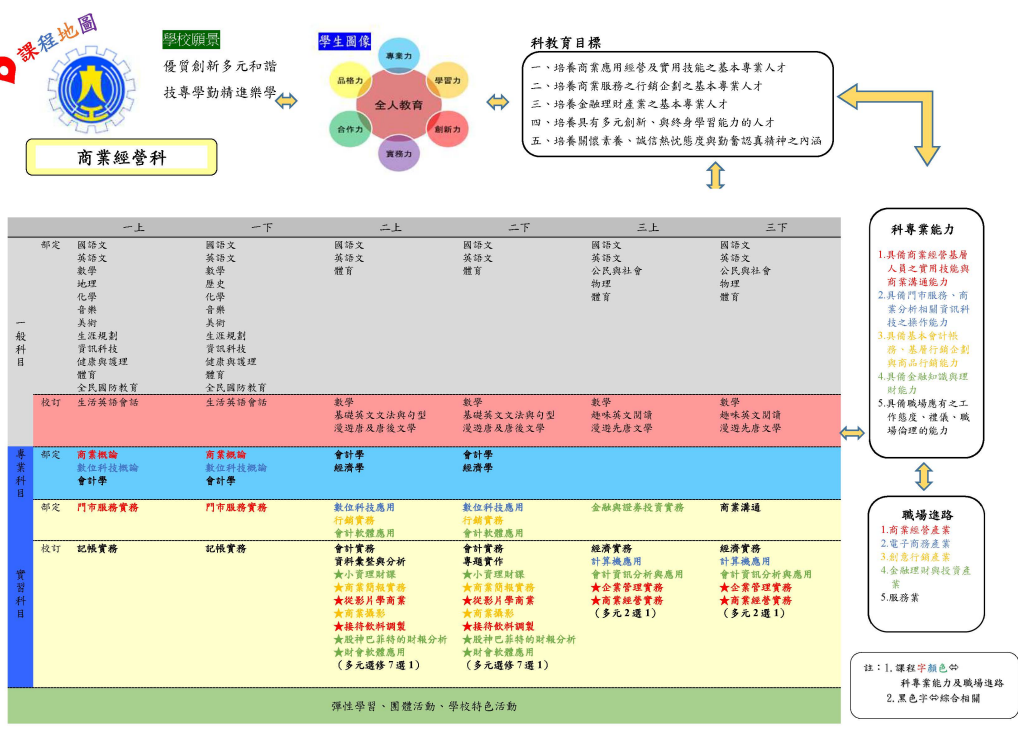 課程地圖
商業經營科
學校願景
優質創新多元和諧
技專學勤精進樂學
學生圖像
專業力
品格力
學習力
全人教育
合作力
創新力
實務力
科教育目標
一、培養商業應用經營及實用技能之基本專業人才
二、培養商業服務之行銷企劃之基本專業人才
三、培養金融理財產業之基本專業人才
四、培養具有多元創新、與終身學習能力的人才
五、培養關懷素養、誠信熱忱態度與勤奮認真精神之內涵
一上 一下 二上 二下 三上 三下
一般科目
部定
國語文 國語文 國語文 國語文 國語文 國語文
英語文 英語文 英語文 英語文 英語文 英語文
數學 數學 體育 體育 公民與社會 公民與社會
地理 歷史 物理 物理
化學 化學 體育 體育
音樂 音樂
美術 美術
生涯規劃 生涯規劃
資訊科技 資訊科技
健康與護理 健康與護理
體育 體育
全民國防教育 全民國防教育
校訂 生活英語會話 生活英語會話 數學 數學 數學 數學
基礎英文文法與句型 基礎英文文法與句型 趣味英文閱讀 趣味英文閱讀
漫遊唐及唐後文學 漫遊唐及唐後文學 漫遊先唐文學 漫遊先唐文學
專業科目
部定 商業概論 商業概論 會計學 會計學
數位科技概論 數位科技概論 經濟學 經濟學
會計學 會計學
實習科目
部定 門市服務實務 門市服務實務 數位科技應用 數位科技應用 金融與證券投資實務 商業溝通
行銷實務 行銷實務
會計軟體應用 會計軟體應用
校訂 記帳實務 記帳實務 會計實務 會計實務 經濟實務 經濟實務
資料彙整與分析 專題實作 計算機應用 計算機應用
★小資理財課 ★小資理財課 會計資訊分析與應用 會計資訊分析與應用
★商業簡報實務 ★商業簡報實務 ★企業管理實務 ★企業管理實務
★從影片學商業 ★從影片學商業 ★商業經營實務 ★商業經營實務
★商業攝影 ★商業攝影 (多元2選1) (多元2選1)
★接待飲料調製 ★接待飲料調製
★股神巴菲特的財報分析 ★股神巴菲特的財報分析
★財會軟體應用 ★財會軟體應用
(多元選修7選1) (多元選修7選1)
彈性學習、團體活動、學校特色活動
科專業能力
1.具備商業經營基層
人員之實用技能與
商業溝通能力
2.具備門市服務、商
業分析相關資訊科
技之操作能力
3.具備基本會計帳
務、基層行銷企劃
與商品行銷能力
4.具備金融知識與理
財能力
5.具備職場應有之工
作態度、禮儀、職
場倫理的能力
職場進路
1.商業經營產業
2.電子商務產業
3.創意行銷產業
4.金融理財與投資產
業
5.服務業
註：1.課程字顏色⇔
科專業能力及職場進路
2.黑色字⇔綜合相關